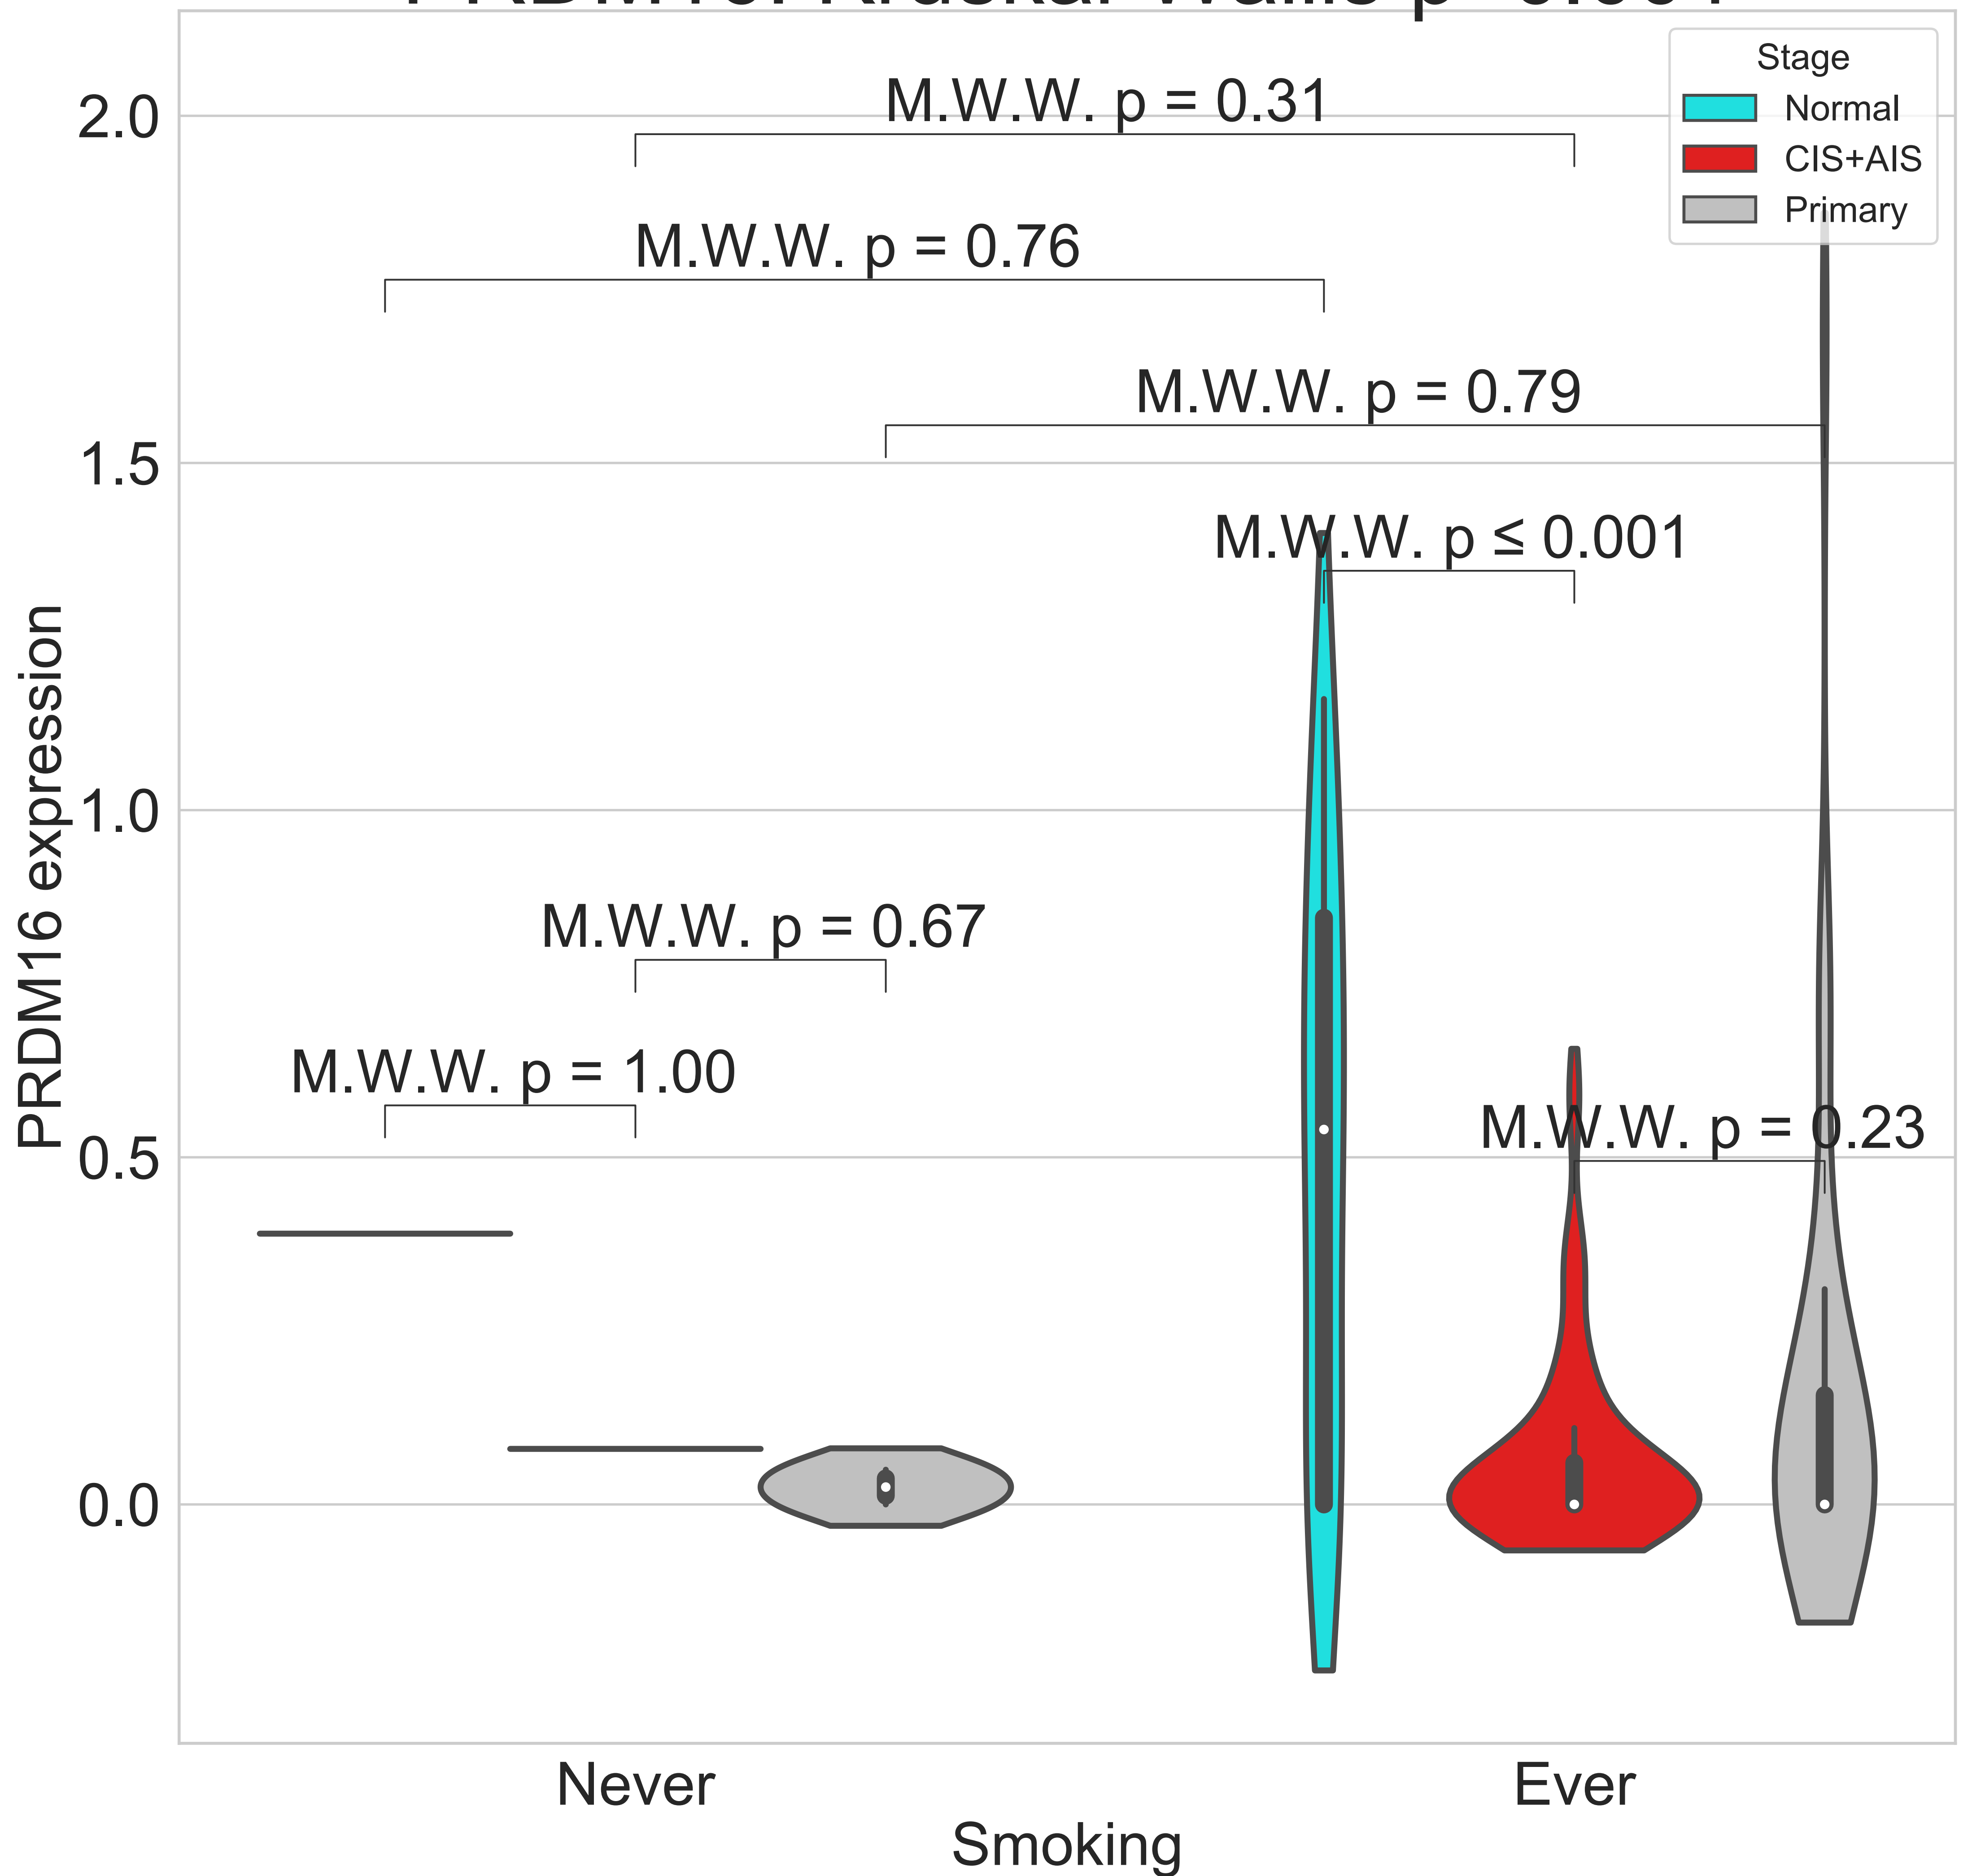 Stage
Normal
CIS+AIS
Primary
M.W.W. p = 0.31
M.W.W. p = 0.76
M.W.W. p = 0.79
M.W.W. p ≤ 0.001
M.W.W. p = 0.67
M.W.W. p = 1.00
M.W.W. p = 0.23
PRDM16 expression
2.0
1.5
1.0
0.5
0.0
Never
Ever
Smoking